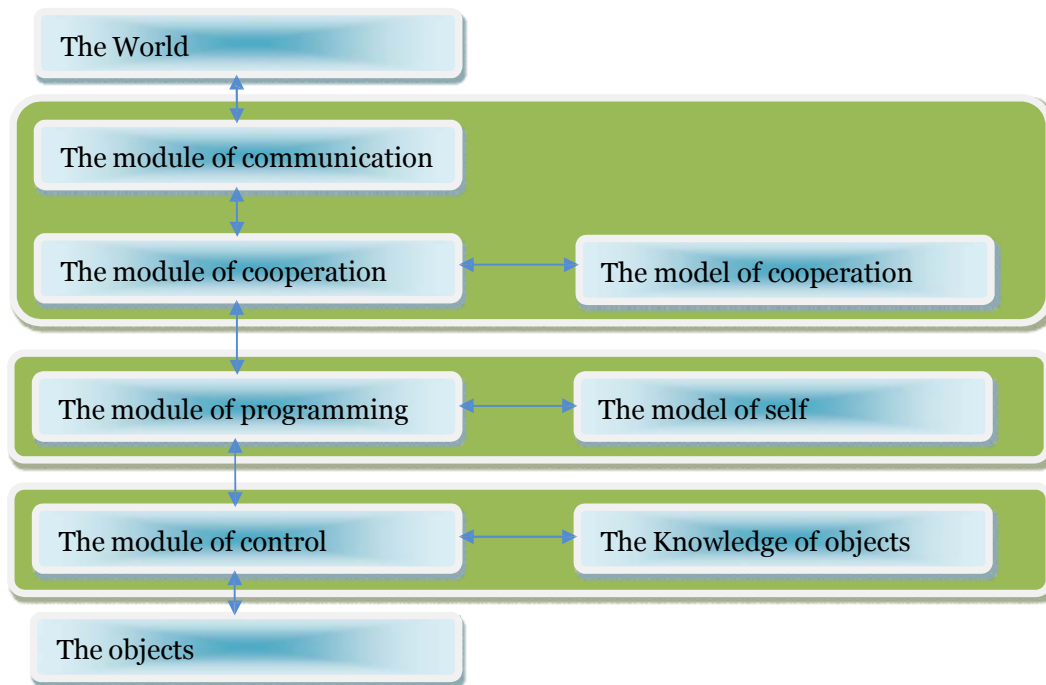 The World
The module of communication
The module of cooperation
The model of cooperation
The module of programming
The model of self
The module of control
The Knowledge of objects
The objects